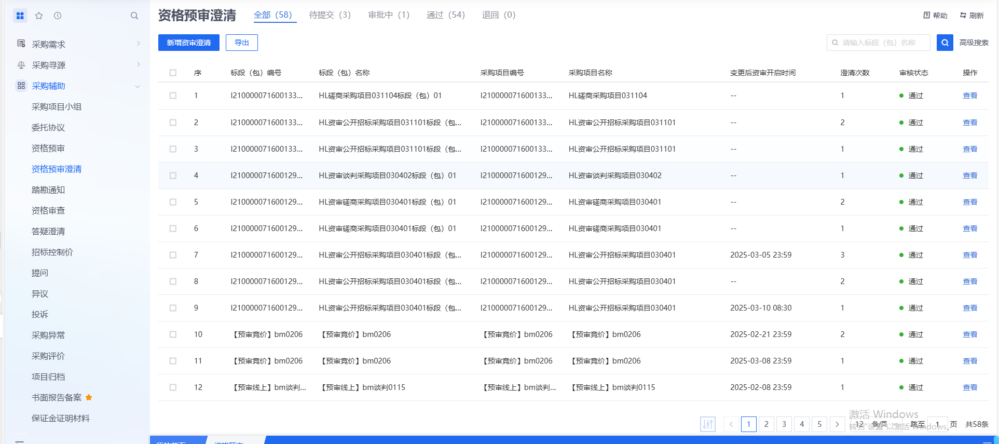 资格预审澄清 全部（58） 待提交（3） 审批中（1） 通过（54） 退回（0） 帮助 刷新
新增资审澄清 导出 请输入标段（包）名称 高级搜索
采购需求
采购寻源
采购辅助
采购项目小组
委托协议
资格预审
资格预审澄清
踏勘通知
资格审查
答疑澄清
招标控制价
提问
异议
投诉
采购异常
采购评价
项目归档
书面报告备案
保证金证明材料
序 标段（包）编号 标段（包）名称 采购项目编号 采购项目名称 变更后资审开启时间 澄清次数 审核状态 操作
1 I210000071600133... HL磋商采购项目031104标段（包）01 I210000071600133... HL磋商采购项目031104 -- 1 通过 查看
2 I210000071600133... HL资审公开招标采购项目031101标段（包... I210000071600133... HL资审公开招标采购项目031101 -- 2 通过 查看
3 I210000071600133... HL资审公开招标采购项目031101标段（包... I210000071600133... HL资审公开招标采购项目031101 -- 1 通过 查看
4 I210000071600129... HL资审谈判采购项目030402标段（包）01 I210000071600129... HL资审谈判采购项目030402 -- 1 通过 查看
5 I210000071600129... HL资审磋商采购项目030401标段（包）01 I210000071600129... HL资审磋商采购项目030401 -- 2 通过 查看
6 I210000071600129... HL资审磋商采购项目030401标段（包）01 I210000071600129... HL资审磋商采购项目030401 -- 1 通过 查看
7 I210000071600129... HL资审公开招标采购项目030401标段（包... I210000071600129... HL资审公开招标采购项目030401 2025-03-05 23:59 3 通过 查看
8 I210000071600129... HL资审公开招标采购项目030401标段（包... I210000071600129... HL资审公开招标采购项目030401 -- 2 通过 查看
9 I210000071600129... HL资审公开招标采购项目030401标段（包... I210000071600129... HL资审公开招标采购项目030401 2025-03-10 08:30 1 通过 查看
10 【预审竞价】bm0206 【预审竞价】bm0206 【预审竞价】bm0206 【预审竞价】bm0206 2025-02-21 23:59 2 通过 查看
11 【预审竞价】bm0206 【预审竞价】bm0206 【预审竞价】bm0206 【预审竞价】bm0206 2025-03-08 23:59 1 通过 查看
12 【预审线上】bm谈判... 【预审线上】bm谈判0115 【预审线上】bm谈判... 【预审线上】bm谈判0115 2025-02-08 23:59 1 通过 查看
激活 Windows
1 2 3 4 5 12 条/页 跳至 1 页 共58条
转到"设置"以激活 Windows。